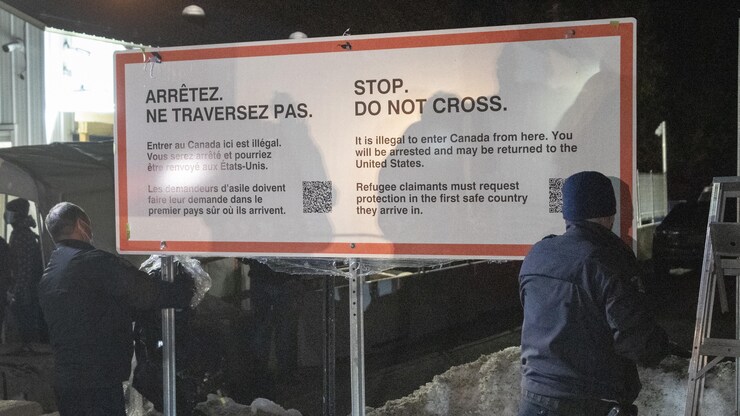 ARRÊTEZ.
NE TRAVERSEZ PAS.
Entrer au Canada ici est illégal.
Vous serez arrêté et pourriez
être renvoyé aux États-Unis.
Les demandeurs d'asile doivent
faire leur demande dans le
premier pays sûr où ils arrivent.
STOP.
DO NOT CROSS.
It is illegal to enter Canada from here. You
will be arrested and may be returned to the
United States.
Refugee claimants must request
protection in the first safe country
they arrive in.